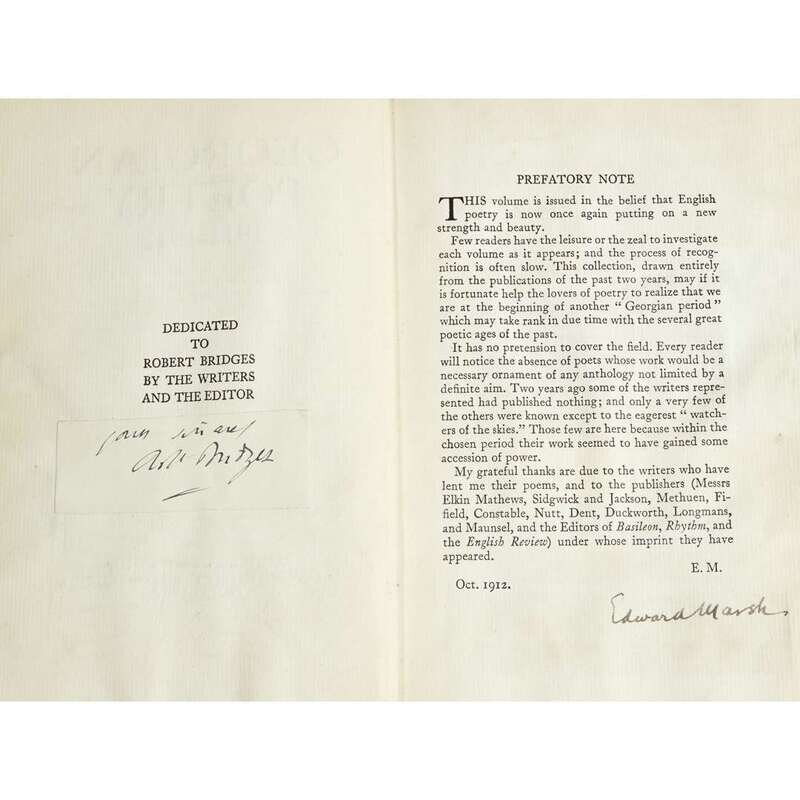 DEDICATED
TO
ROBERT BRIDGES
BY THE WRITERS
AND THE EDITOR
Bridges
PREFATORY NOTE
THIS volume is issued in the belief that English
poetry is now once again putting on a new
strength and beauty.
Few readers have the leisure or the zeal to investigate
each volume as it appears; and the process of recog-
nition is often slow. This collection, drawn entirely
from the publications of the past two years, may if it
is fortunate help the lovers of poetry to realize that we
are at the beginning of another “ Georgian period ”
which may take rank in due time with the several great
poetic ages of the past.
It has no pretension to cover the field. Every reader
will notice the absence of poets whose work would be a
necessary ornament of any anthology not limited by a
definite aim. Two years ago some of the writers repre-
sented had published nothing; and only a very few of
the others were known except to the eagerest “ watch-
ers of the skies.” Those few are here because within the
chosen period their work seemed to have gained some
accession of power.
My grateful thanks are due to the writers who have
lent me their poems, and to the publishers (Messrs
Elkin Mathews, Sidgwick and Jackson, Methuen, Fi-
field, Constable, Nutt, Dent, Duckworth, Longmans,
and Maunsel, and the Editors of Basileon, Rhythm, and
the English Review) under whose imprint they have
appeared.
E. M.
Oct. 1912.
Edward Marsh